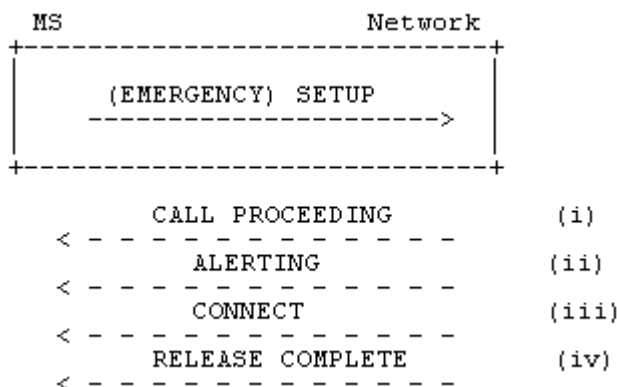 MS Network
(EMERGENCY) SETUP
CALL PROCEEDING (i)
ALERTING (ii)
CONNECT (iii)
RELEASE COMPLETE (iv)